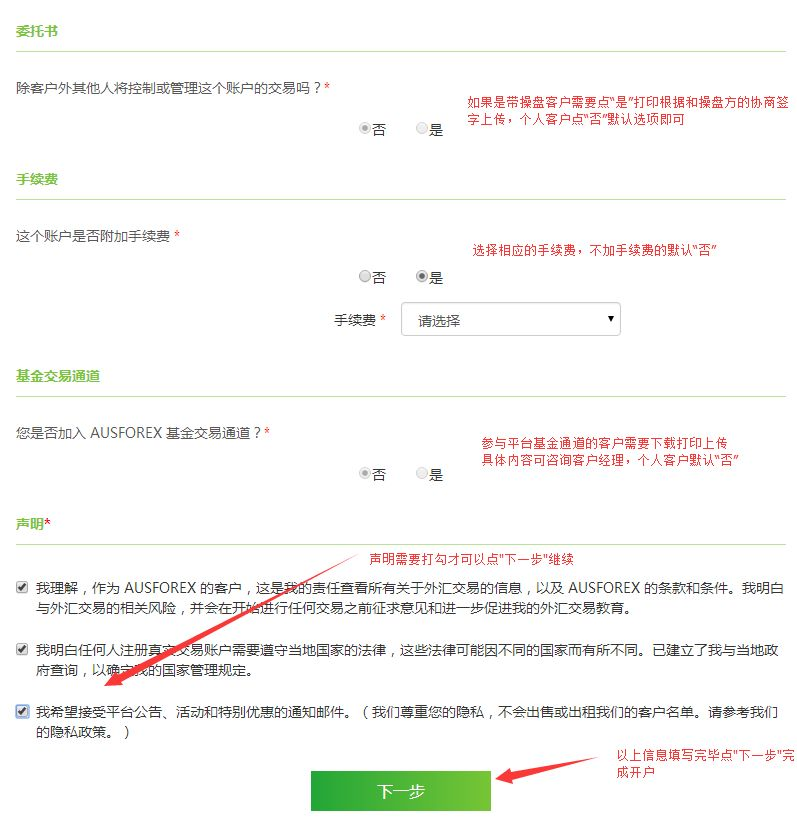 委托书
除客户外其他人将控制或管理这个账户的交易吗？*
如果是带操盘客户需要点“是”打印根据和操盘方的协商签
字上传，个人客户点“否”默认选项即可
否 是
手续费
这个账户是否附加手续费 *
选择相应的手续费，不加手续费的默认“否”
否 是
手续费 * 请选择
基金交易通道
您是否加入 AUSFOREX 基金交易通道？*
参与平台基金通道的客户需要下载打印上传
具体内容可咨询客户经理，个人客户默认“否”
否 是
声明*
声明需要打勾才可以点"下一步"继续
我理解，作为 AUSFOREX 的客户，这是我的责任查看所有关于外汇交易的信息，以及 AUSFOREX 的条款和条件。我明白
与外汇交易的相关风险，并会在开始进行任何交易之前征求意见和进一步促进我的外汇交易教育。
我明白任何人注册真实交易账户需要遵守当地国家的法律，这些法律可能因不同的国家而有所不同。已建立了我与当地政
府查询，以确定我的国家管理规定。
我希望接受平台公告、活动和特别优惠的通知邮件。（我们尊重您的隐私，不会出售或出租我们的客户名单。请参考我们
的隐私政策。）
以上信息填写完毕点"下一步"完
成开户
下一步